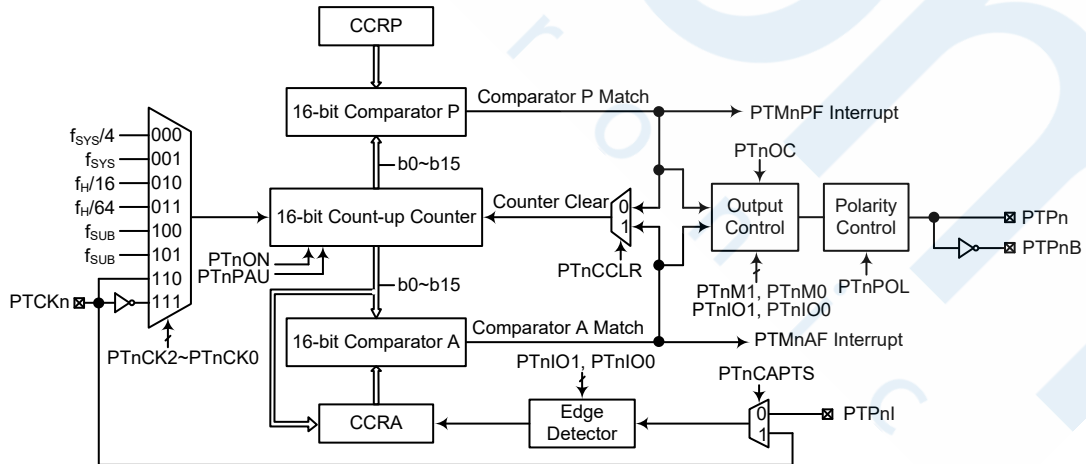 CCRP
16-bit Comparator P
Comparator P Match
PTMnPF Interrupt
b0~b15
fSYS/4
fSYS
fH/16
fH/64
fSUB
fSUB
000
001
010
011
100
101
110
111
PTCKn
PTnCK2~PTnCK0
16-bit Count-up Counter
PTnON
PTnPAU
Counter Clear
0
1
PTnCCLR
PTnOC
Output
Control
PTnM1, PTnM0
PTnIO1, PTnIO0
Polarity
Control
PTnPOL
PTPn
PTPnB
b0~b15
16-bit Comparator A
Comparator A Match
PTMnAF Interrupt
CCRA
PTnIO1, PTnIO0
Edge
Detector
PTnCAPTS
0
1
PTPnI